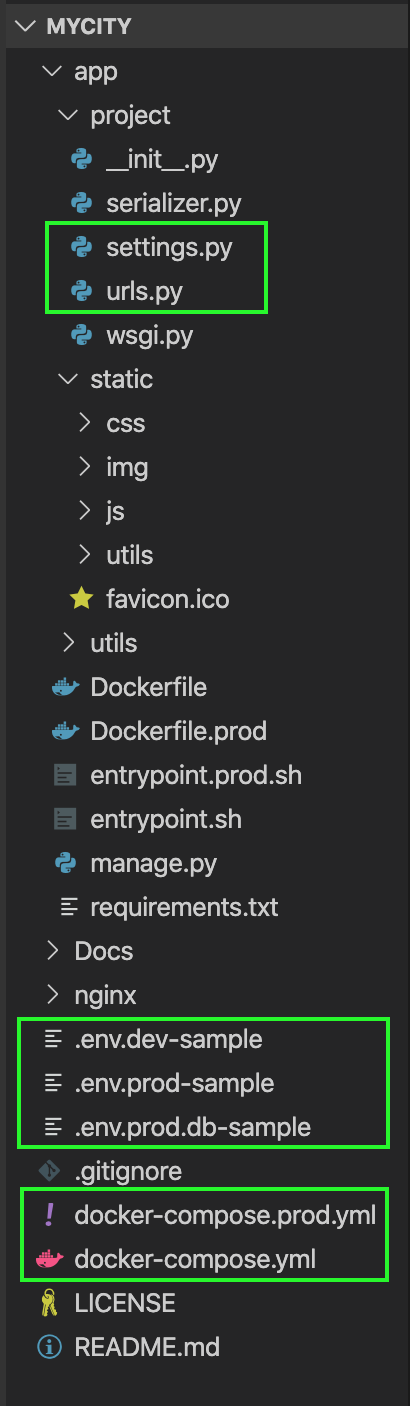 MYCITY
app
project
__init__.py
serializer.py
settings.py
urls.py
wsgi.py
static
css
img
js
utils
favicon.ico
utils
Dockerfile
Dockerfile.prod
entrypoint.prod.sh
entrypoint.sh
manage.py
requirements.txt
Docs
nginx
.env.dev-sample
.env.prod-sample
.env.prod.db-sample
.gitignore
docker-compose.prod.yml
docker-compose.yml
LICENSE
README.md